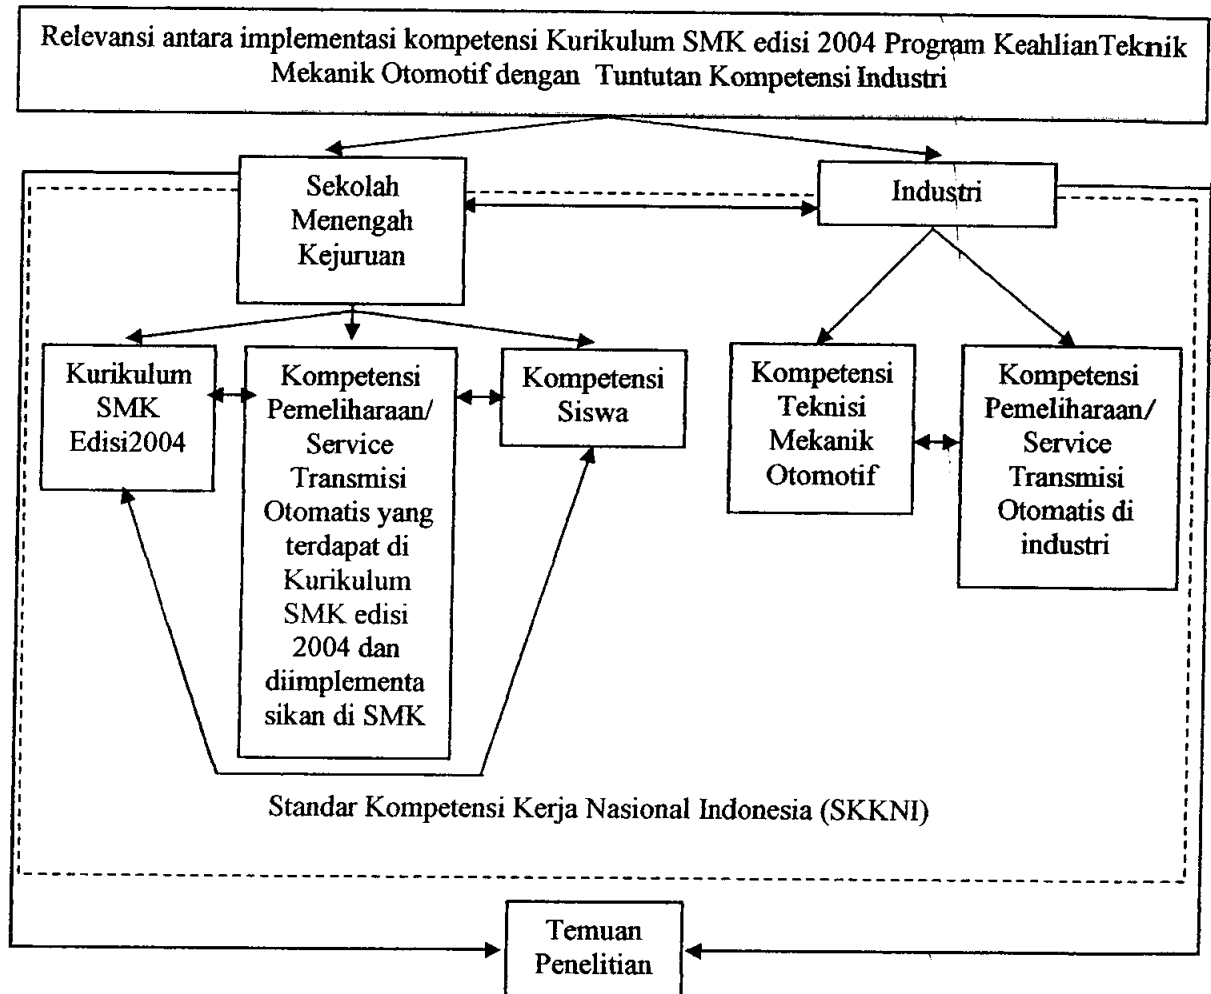 Relevansi antara implementasi kompetensi Kurikulum SMK edisi 2004 Program KeahlianTeknik
Mekanik Otomotif dengan Tuntutan Kompetensi Industri
Sekolah
Menengah
Kejuruan
Industri
Kurikulum
SMK
Edisi2004
Kompetensi
Pemeliharaan/
Service
Transmisi
Otomatis yang
terdapat di
Kurikulum
SMK edisi
2004 dan
diimplementa
sikan di SMK
Kompetensi
Siswa
Kompetensi
Teknisi
Mekanik
Otomotif
Kompetensi
Pemeliharaan/
Service
Transmisi
Otomatis di
industri
Standar Kompetensi Kerja Nasional Indonesia (SKKNI)
Temuan
Penelitian